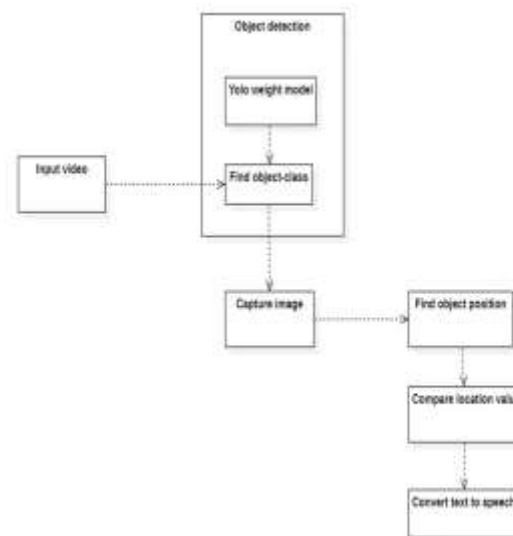 Object detection
Yolo weight model
Input video
Find object-class
Capture image
Find object position
Compare location valu
Convert text to speech